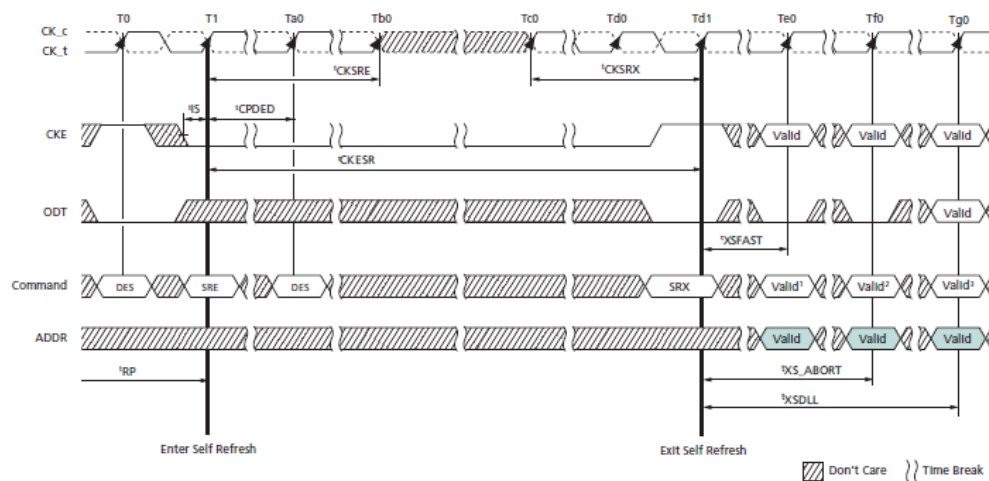 T0 T1 Ta0 Tb0 Tc0 Td0 Td1 Te0 Tf0 Tg0
CK_c
CK_t
tCKSRE tCKSRX
tIS tCPDED
CKE Valid Valid Valid
tCKESR
ODT Valid
tXSFAST
Command DES SRE DES SRX Valid¹ Valid² Valid³
ADDR Valid Valid Valid
tRP tXS_ABORT
tXSDLL
Enter Self Refresh Exit Self Refresh
Don't Care Time Break